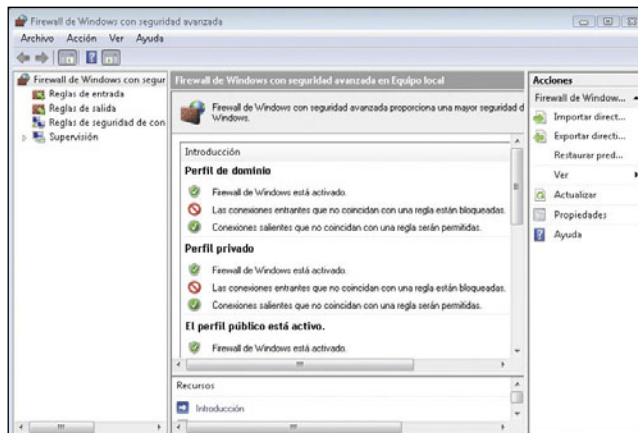 Firewall de Windows con seguridad avanzada
Archivo Acción Ver Ayuda
Firewall de Windows con segur
Reglas de entrada
Reglas de salida
Reglas de seguridad de con
Supervisión
Firewall de Windows con seguridad avanzada en Equipo local
Firewall de Windows con seguridad avanzada proporciona una mayor seguridad d
Windows.
Introducción
Perfil de dominio
Firewall de Windows está activado.
Las conexiones entrantes que no coincidan con una regla están bloqueadas.
Conexiones salientes que no coincidan con una regla serán permitidas.
Perfil privado
Firewall de Windows está activado.
Las conexiones entrantes que no coincidan con una regla están bloqueadas.
Conexiones salientes que no coincidan con una regla serán permitidas.
El perfil público está activo.
Firewall de Windows está activado.
Recursos
Introducción
Acciones
Firewall de Window...
Importar direct...
Exportar directi...
Restaurar pred...
Ver
Actualizar
Propiedades
Ayuda